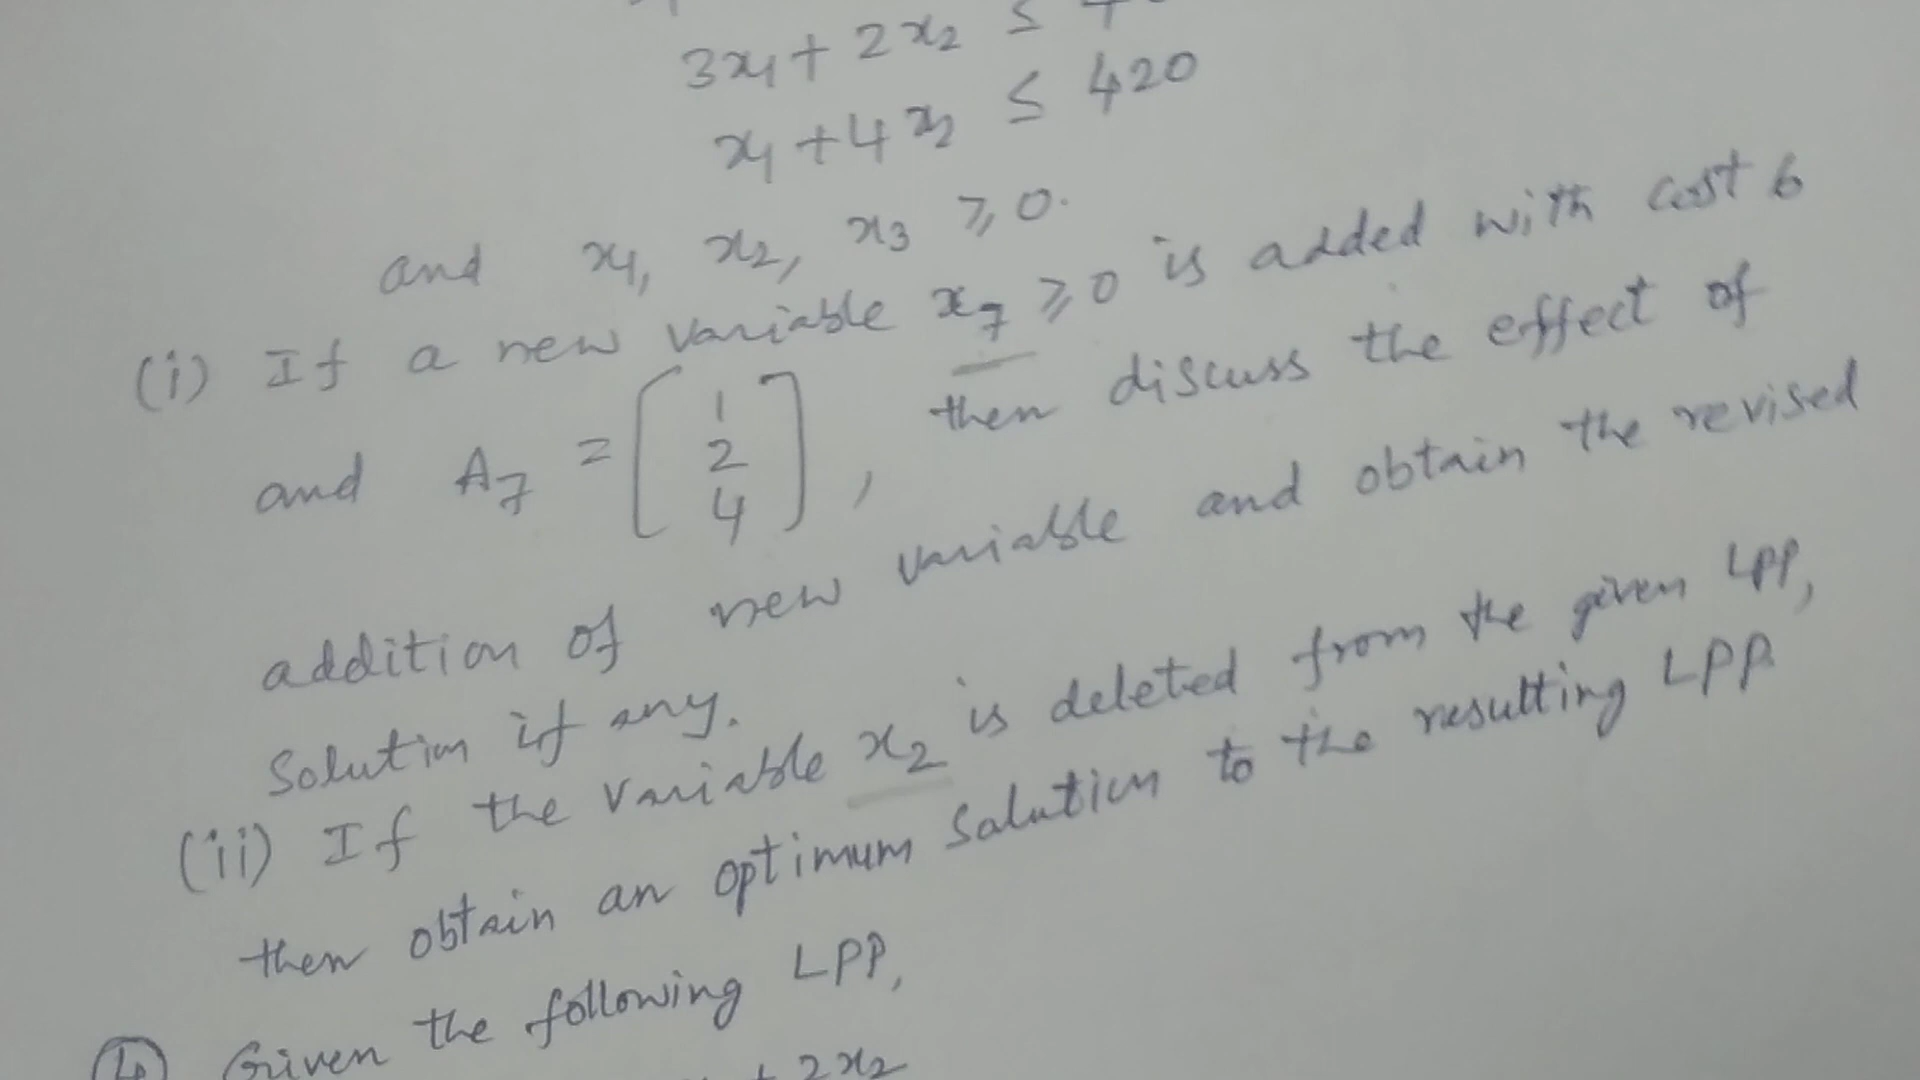 3x₁ + 2x₂ ≤ 4
x₁ + 4x₂ ≤ 420
and x₁, x₂, x₃ ⩾ 0.
(i) If a new variable x₇ ⩾ 0 is added with cost 6
and A₇ = [1 2 4], then discuss the effect of
addition of new variable and obtain the revised
Solution if any.
(ii) If the variable x₂ is deleted from the given LPP,
then obtain an optimum solution to the resulting LPP.
④ Given the following LPP,
+ 2x₂